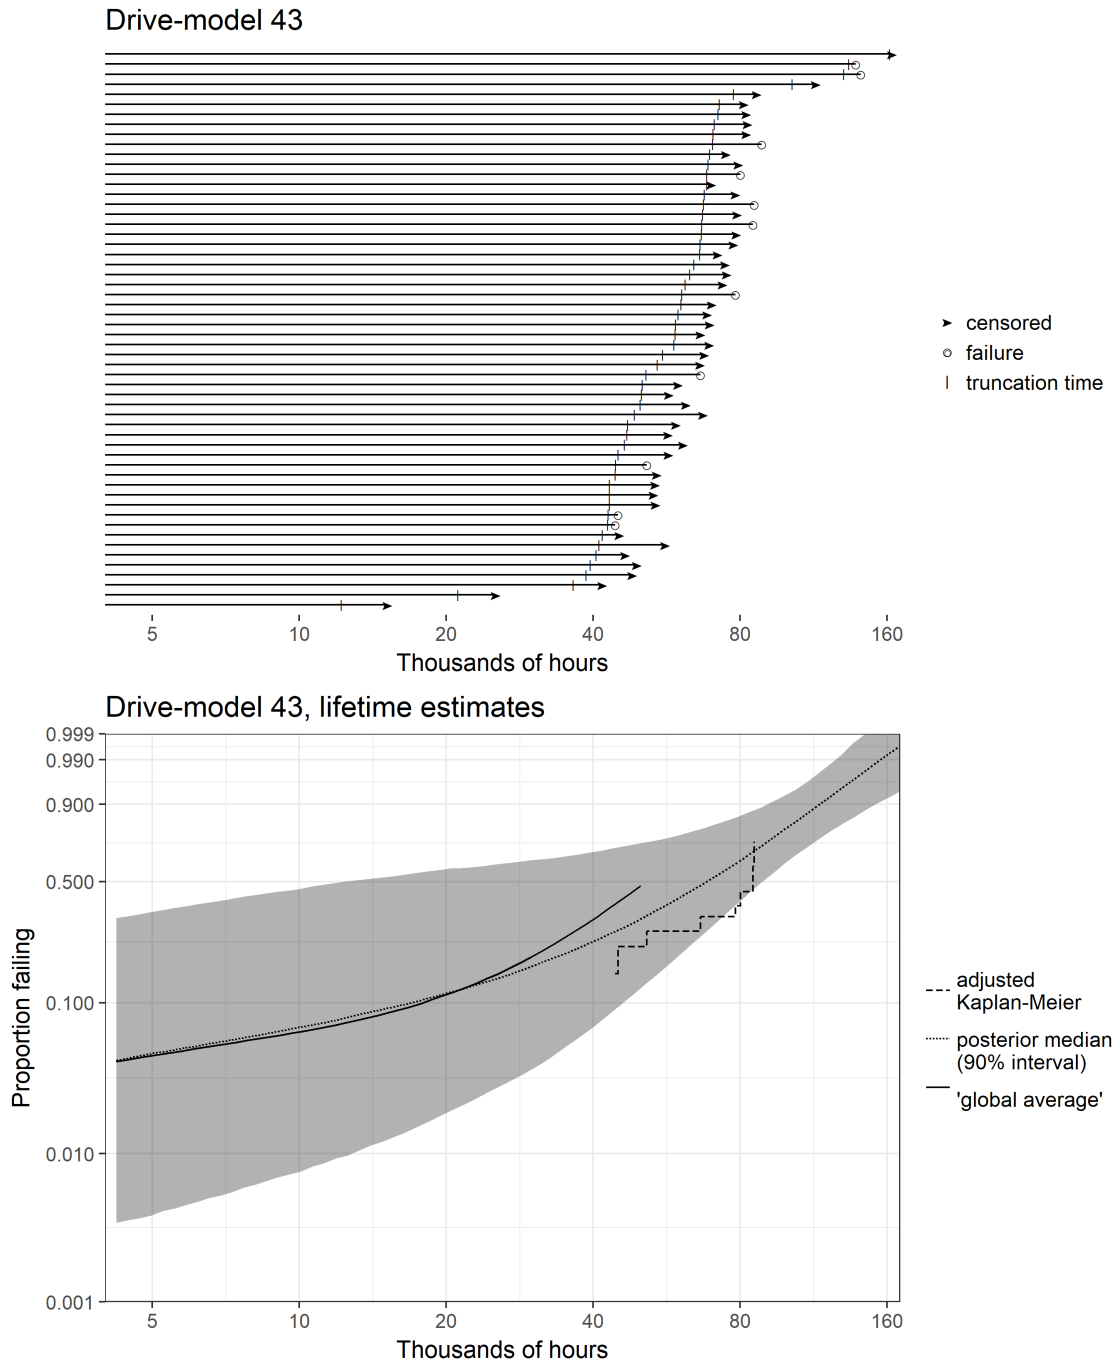 Drive-model 43
censored
failure
truncation time
5 10 20 40 80 160
Thousands of hours
Drive-model 43, lifetime estimates
0.999
0.990
0.900
0.500
0.100
0.010
0.001
Proportion failing
adjusted
Kaplan-Meier
posterior median
(90% interval)
'global average'
5 10 20 40 80 160
Thousands of hours